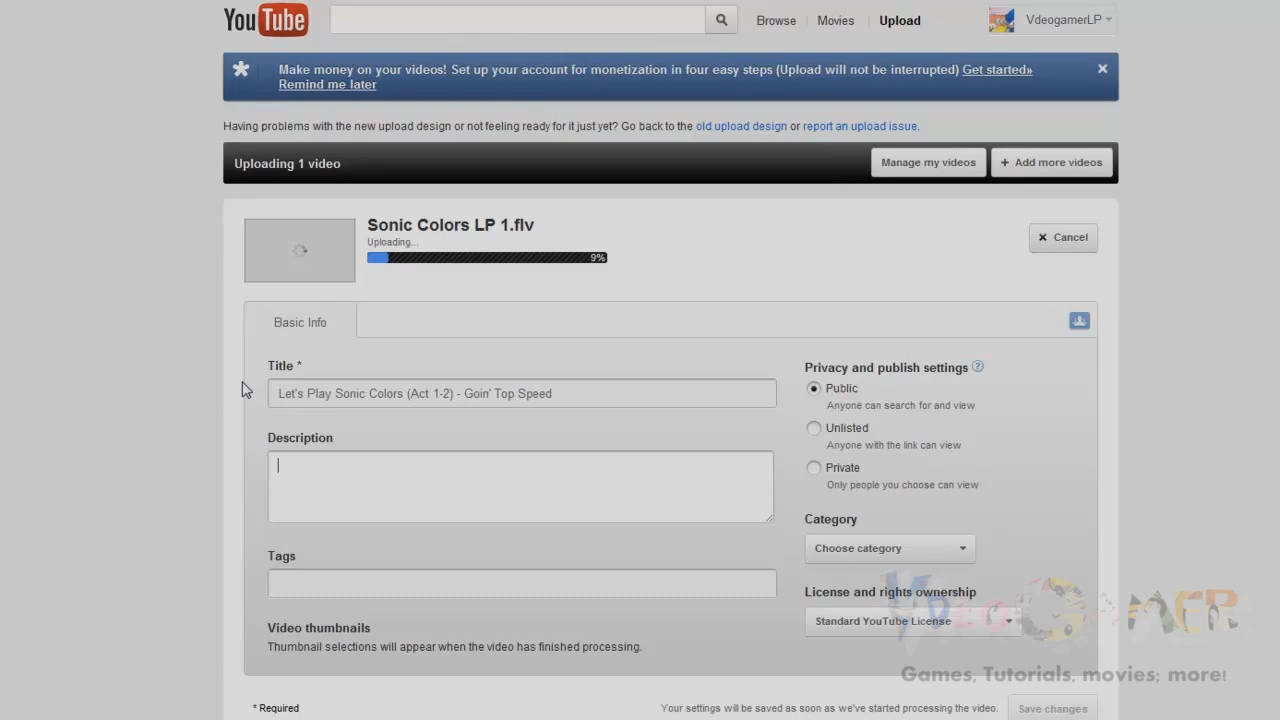 YouTube
Browse | Movies | Upload
VdeogamerLP
Make money on your videos! Set up your account for monetization in four easy steps (Upload will not be interrupted) Get started»
Remind me later
Having problems with the new upload design or not feeling ready for it just yet? Go back to the old upload design or report an upload issue.
Uploading 1 video
Manage my videos
+ Add more videos
Sonic Colors LP 1.flv
Uploading...
9%
Cancel
Basic Info
Title *
Let's Play Sonic Colors (Act 1-2) - Goin' Top Speed
Description
Tags
Video thumbnails
Thumbnail selections will appear when the video has finished processing.
Privacy and publish settings ?
Public
Anyone can search for and view
Unlisted
Anyone with the link can view
Private
Only people you choose can view
Category
Choose category
License and rights ownership
Standard YouTube License
VdeoGamer
Games, Tutorials, movies; more!
* Required
Your settings will be saved as soon as we've started processing the video.
Save changes